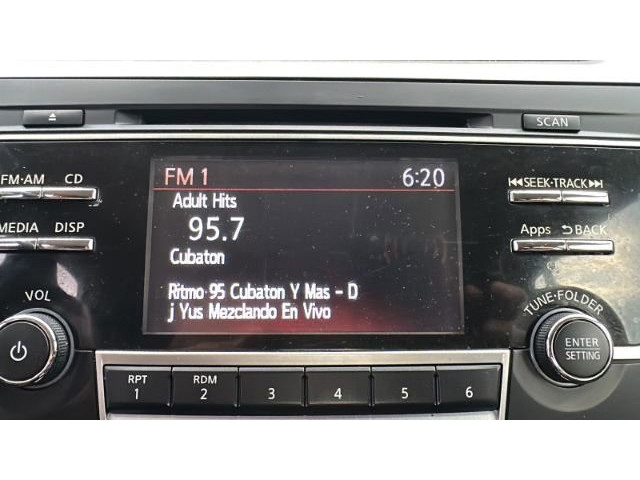 SCAN
FM·AM CD
MEDIA DISP
VOL
FM 1 6:20
Adult Hits
95.7
Cubaton
Ritmo 95 Cubaton Y Mas - D
j Yus Mezclando En Vivo
SEEK·TRACK
Apps BACK
TUNE·FOLDER
ENTER
SETTING
RPT RDM
1 2 3 4 5 6